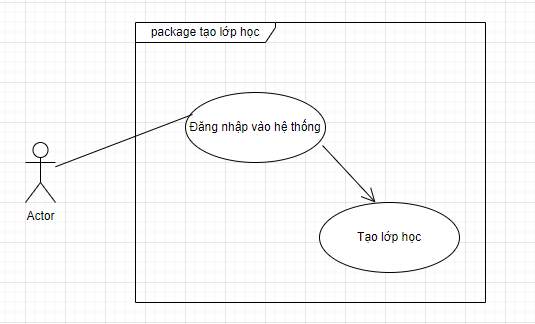 package tạo lớp học
Đăng nhập vào hệ thống
Actor
Tạo lớp học